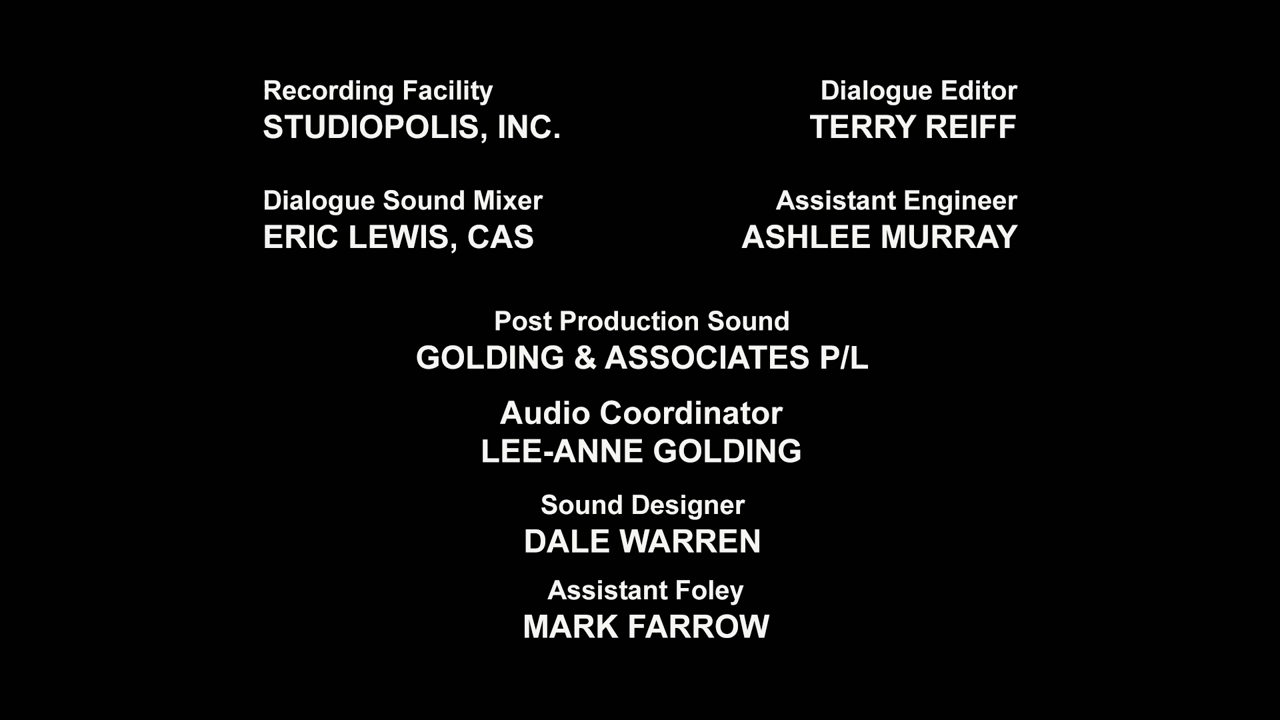 Recording Facility
STUDIOPOLIS, INC.
Dialogue Editor
TERRY REIFF
Dialogue Sound Mixer
ERIC LEWIS, CAS
Assistant Engineer
ASHLEE MURRAY
Post Production Sound
GOLDING & ASSOCIATES P/L
Audio Coordinator
LEE-ANNE GOLDING
Sound Designer
DALE WARREN
Assistant Foley
MARK FARROW